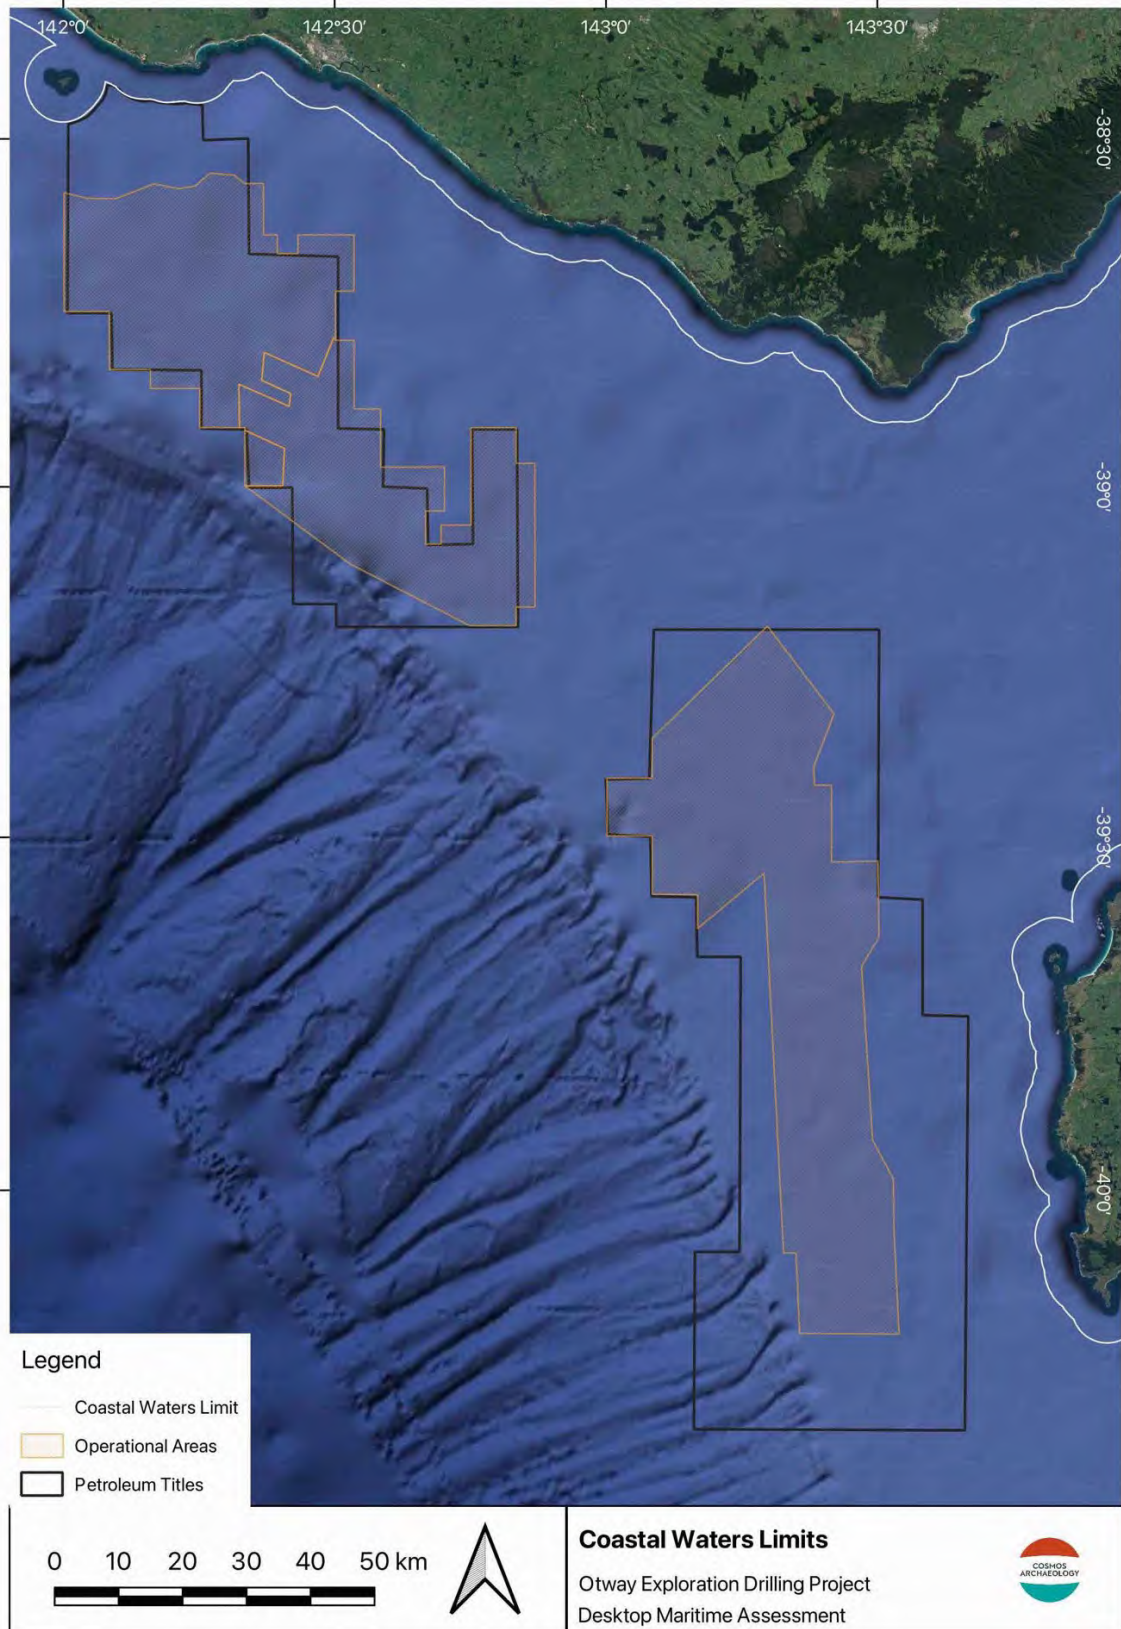 142°0'
142°30'
143°0'
143°30'
-38°30'
-39°0'
-39°30'
-40°0'
Legend
Coastal Waters Limit
Operational Areas
Petroleum Titles
0 10 20 30 40 50 km
Coastal Waters Limits
Otway Exploration Drilling Project
Desktop Maritime Assessment
COSMOS
ARCHAEOLOGY